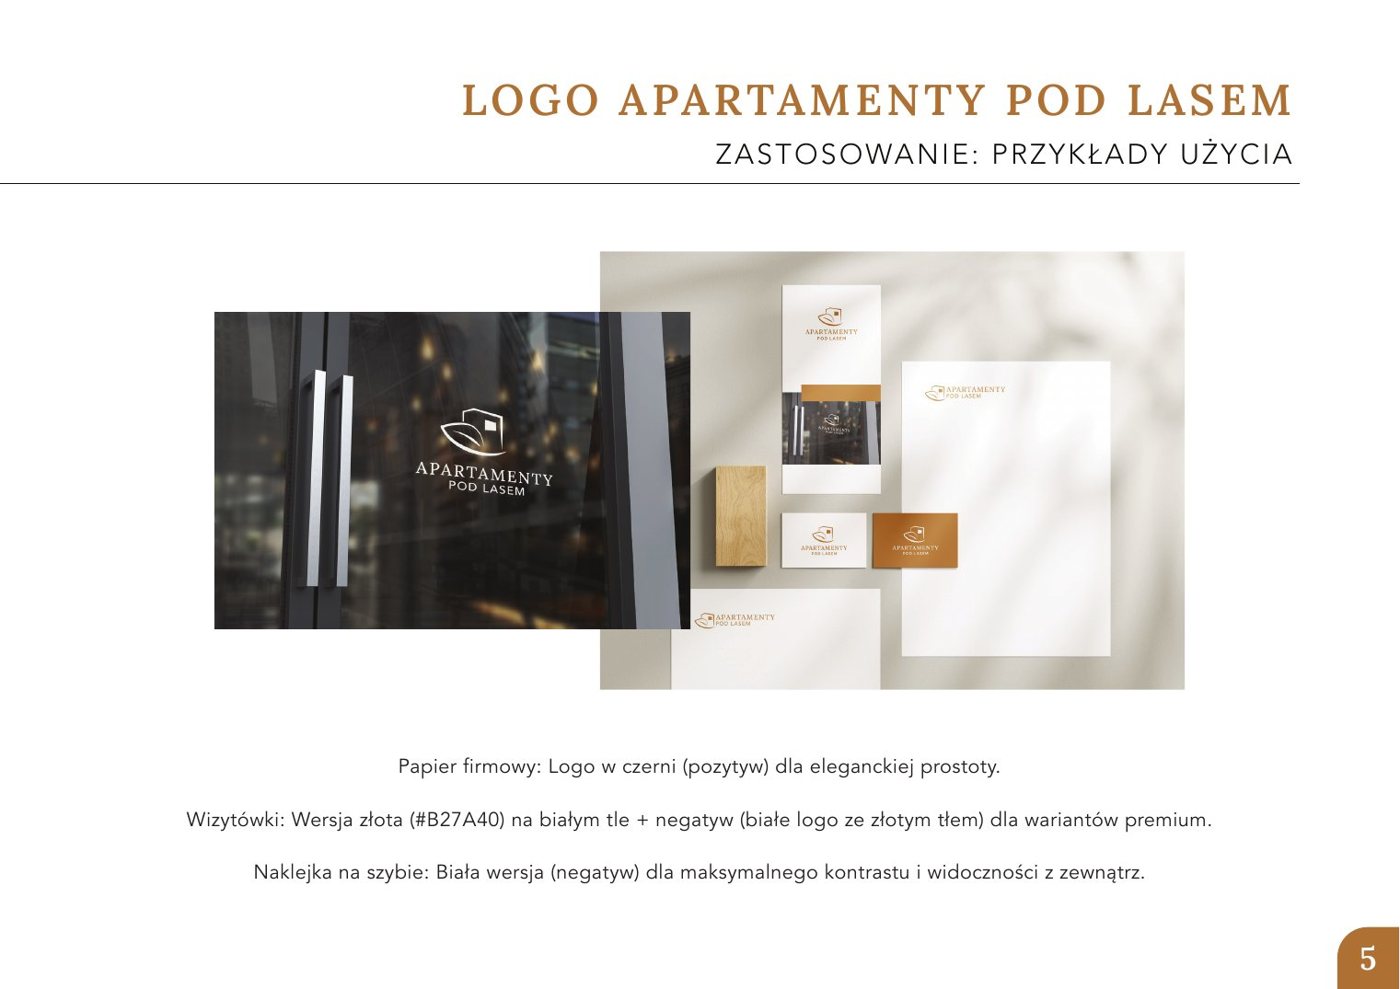 LOGO APARTAMENTY POD LASEM
ZASTOSOWANIE: PRZYKŁADY UŻYCIA
APARTAMENTY
POD LASEM
APARTAMENTY
POD LASEM
APARTAMENTY
POD LASEM
APARTAMENTY
POD LASEM
APARTAMENTY
POD LASEM
APARTAMENTY
POD LASEM
APARTAMENTY
POD LASEM
Papier firmowy: Logo w czerni (pozytyw) dla eleganckiej prostoty.
Wizytówki: Wersja złota (#B27A40) na białym tle + negatyw (białe logo ze złotym tłem) dla wariantów premium.
Naklejka na szybie: Biała wersja (negatyw) dla maksymalnego kontrastu i widoczności z zewnątrz.
5